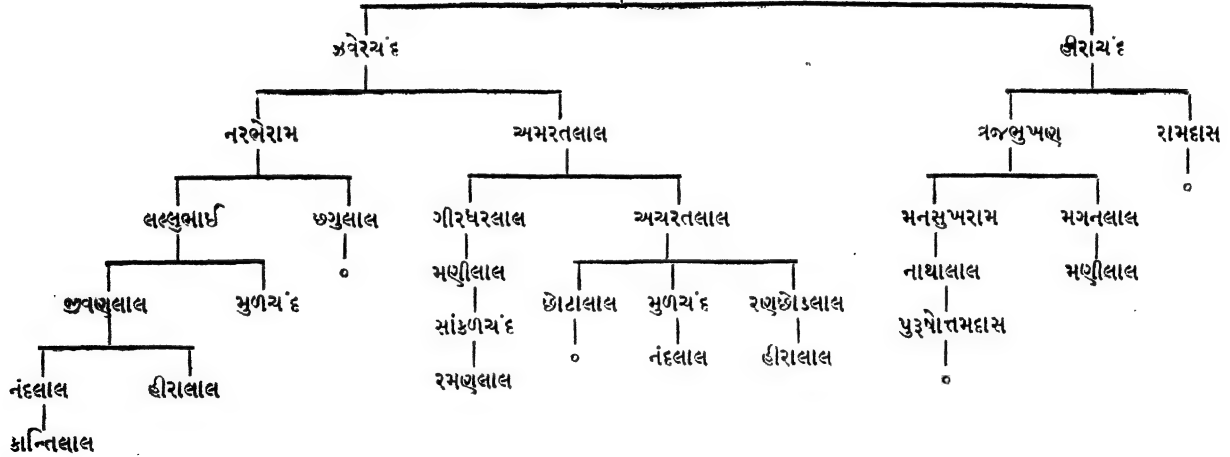 ઝવેરચંદ હીરાચંદ
નરભેરામ અમરતલાલ ત્રજભુખણ રામદાસ
લલ્લુભાઈ છગુલાલ ગીરધરલાલ અચરતલાલ મનસુખરામ મગનલાલ
મણીલાલ નાથાલાલ મણીલાલ
જીવણલાલ મુળચંદ છોટાલાલ મુળચંદ રણછોડલાલ
સાંકળચંદ પુરૂષોત્તમદાસ
નંદલાલ હીરાલાલ
નંદલાલ હીરાલાલ રમણલાલ
કાન્તિલાલ